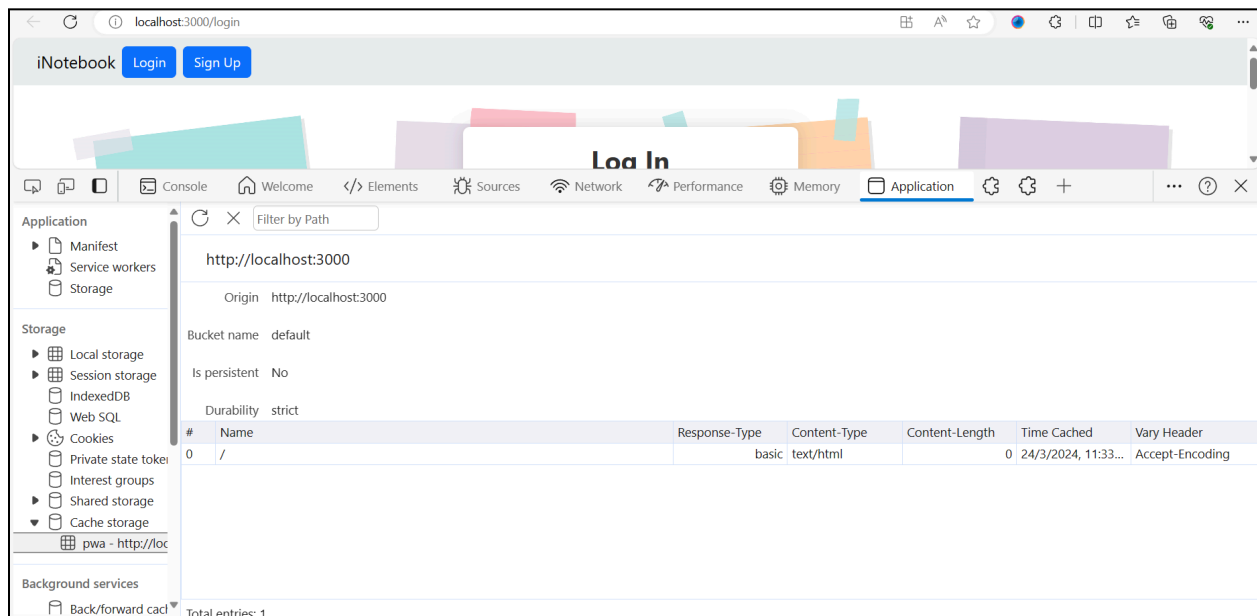 localhost:3000/login
iNotebook Login Sign Up
Log In
Console Welcome Elements Sources Network Performance Memory Application
Application
Manifest
Service workers
Storage
Storage
Local storage
Session storage
IndexedDB
Web SQL
Cookies
Private state token
Interest groups
Shared storage
Cache storage
pwa - http://loc
Background services
Back/forward cach
Filter by Path
http://localhost:3000
Origin http://localhost:3000
Bucket name default
Is persistent No
Durability strict
# Name Response-Type Content-Type Content-Length Time Cached Vary Header
0 / basic text/html 0 24/3/2024, 11:33... Accept-Encoding
Total entries: 1